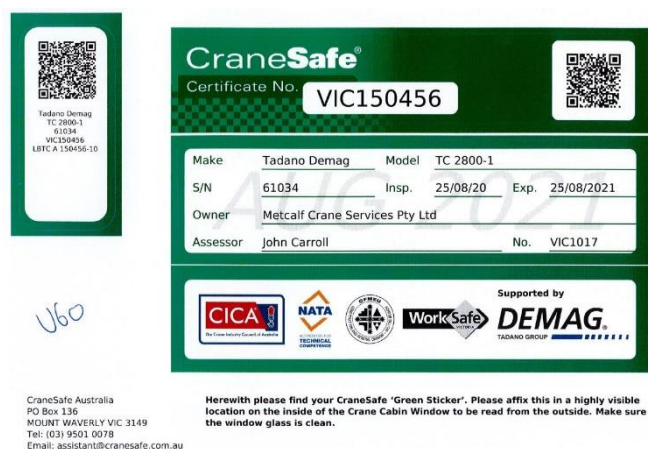 Tadano Demag
TC 2800-1
61034
VIC150456
LBTC A 150456-10
CraneSafe®
Certificate No. VIC150456
AUG 2021
Make Tadano Demag Model TC 2800-1
S/N 61034 Insp. 25/08/20 Exp. 25/08/2021
Owner Metcalf Crane Services Pty Ltd
Assessor John Carroll No. VIC1017
U60
Supported by
CICA
The Crane Industry Council of Australia
NATA
TECHNICAL
COMPETENCE
WorkSafe
VICTORIA
DEMAG®
TADANO GROUP
CraneSafe Australia
PO Box 136
MOUNT WAVERLY VIC 3149
Tel: (03) 9501 0078
Email: assistant@cranesafe.com.au
Herewith please find your CraneSafe ‘Green Sticker’. Please affix this in a highly visible
location on the inside of the Crane Cabin Window to be read from the outside. Make sure
the window glass is clean.